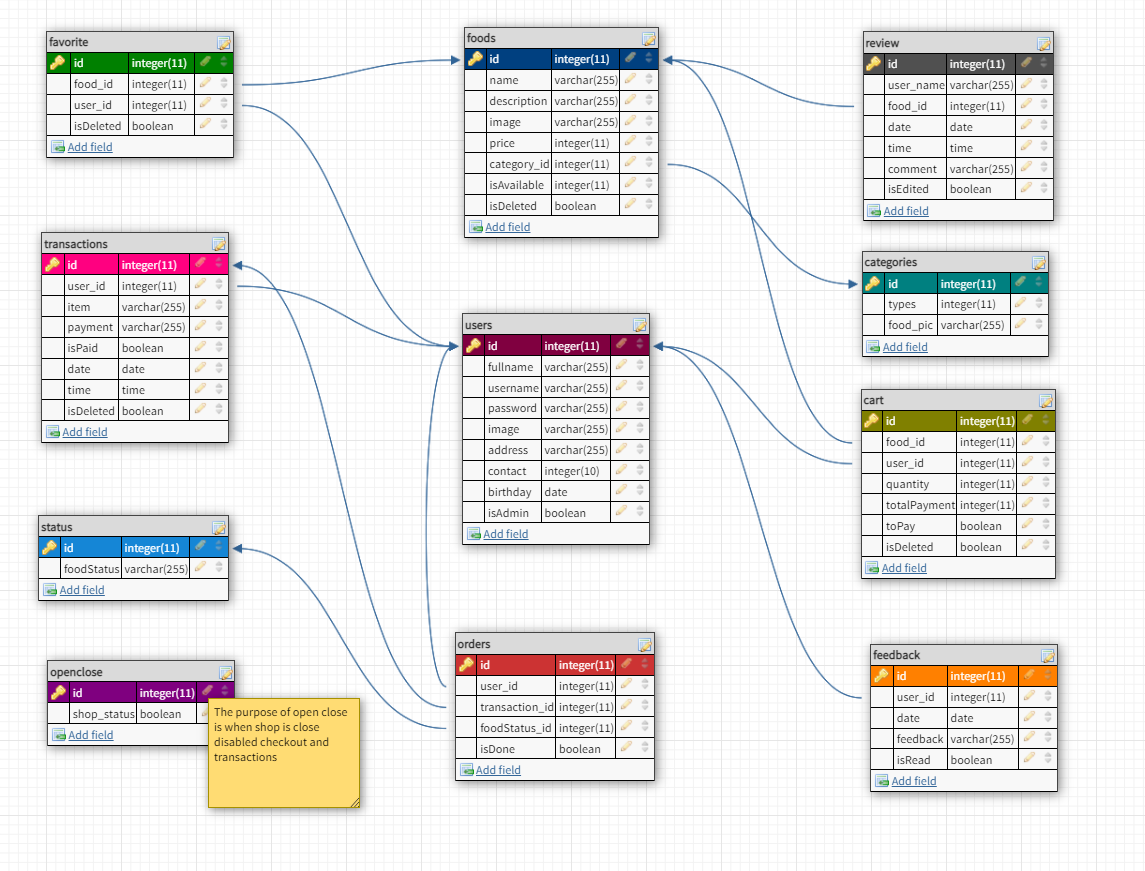 favorite
id integer(11)
food_id integer(11)
user_id integer(11)
isDeleted boolean
Add field
foods
id integer(11)
name varchar(255)
description varchar(255)
image varchar(255)
price integer(11)
category_id integer(11)
isAvailable integer(11)
isDeleted boolean
Add field
review
id integer(11)
user_name varchar(255)
food_id integer(11)
date date
time time
comment varchar(255)
isEdited boolean
Add field
transactions
id integer(11)
user_id integer(11)
item varchar(255)
payment varchar(255)
isPaid boolean
date date
time time
isDeleted boolean
Add field
users
id integer(11)
fullname varchar(255)
username varchar(255)
password varchar(255)
image varchar(255)
address varchar(255)
contact integer(10)
birthday date
isAdmin boolean
Add field
categories
id integer(11)
types integer(11)
food_pic varchar(255)
Add field
cart
id integer(11)
food_id integer(11)
user_id integer(11)
quantity integer(11)
totalPayment integer(11)
toPay boolean
isDeleted boolean
Add field
status
id integer(11)
foodStatus varchar(255)
Add field
openclose
id integer(11)
shop_status boolean
Add field
The purpose of open close
is when shop is close
disabled checkout and
transactions
orders
id integer(11)
user_id integer(11)
transaction_id integer(11)
foodStatus_id integer(11)
isDone boolean
Add field
feedback
id integer(11)
user_id integer(11)
date date
feedback varchar(255)
isRead boolean
Add field